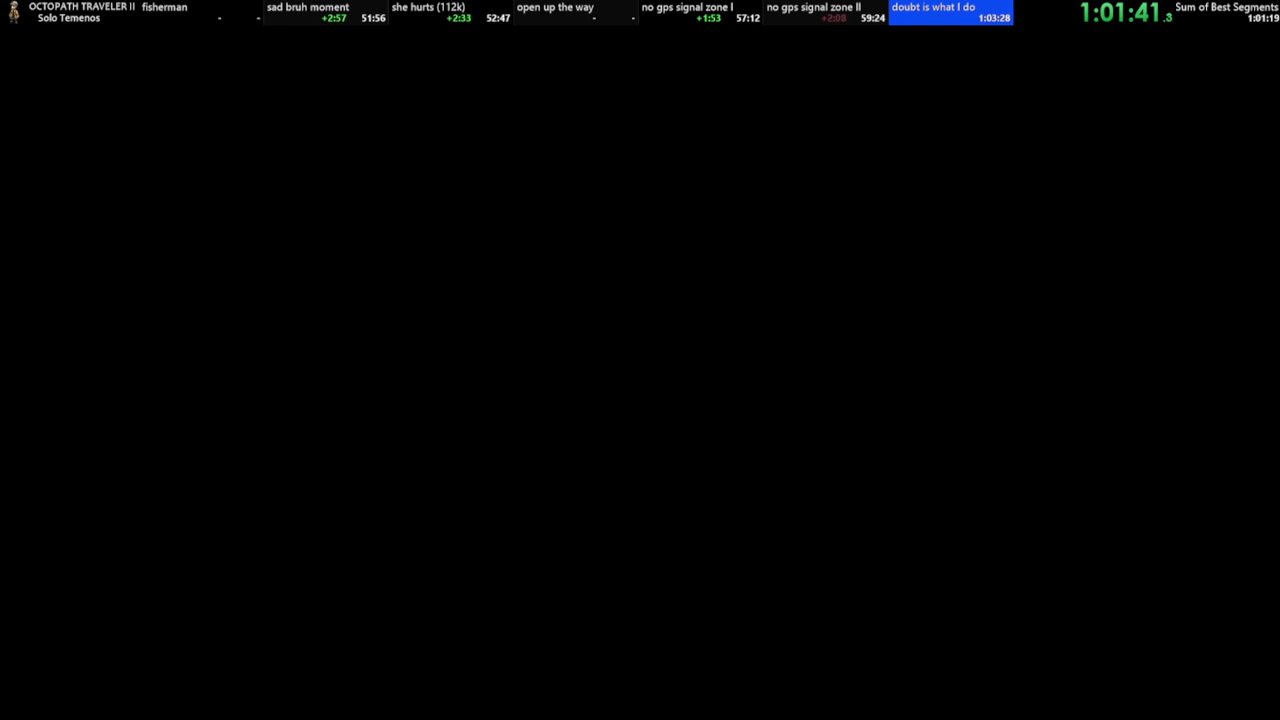 OCTOPATH TRAVELER II
Solo Temenos
fisherman
- -
sad bruh moment
+2:57 51:56
she hurts (112k)
+2:33 52:47
open up the way
- -
no gps signal zone I
+1:53 57:12
no gps signal zone II
+2:08 59:24
doubt is what I do
1:03:28
1:01:41.3
Sum of Best Segments
1:01:19